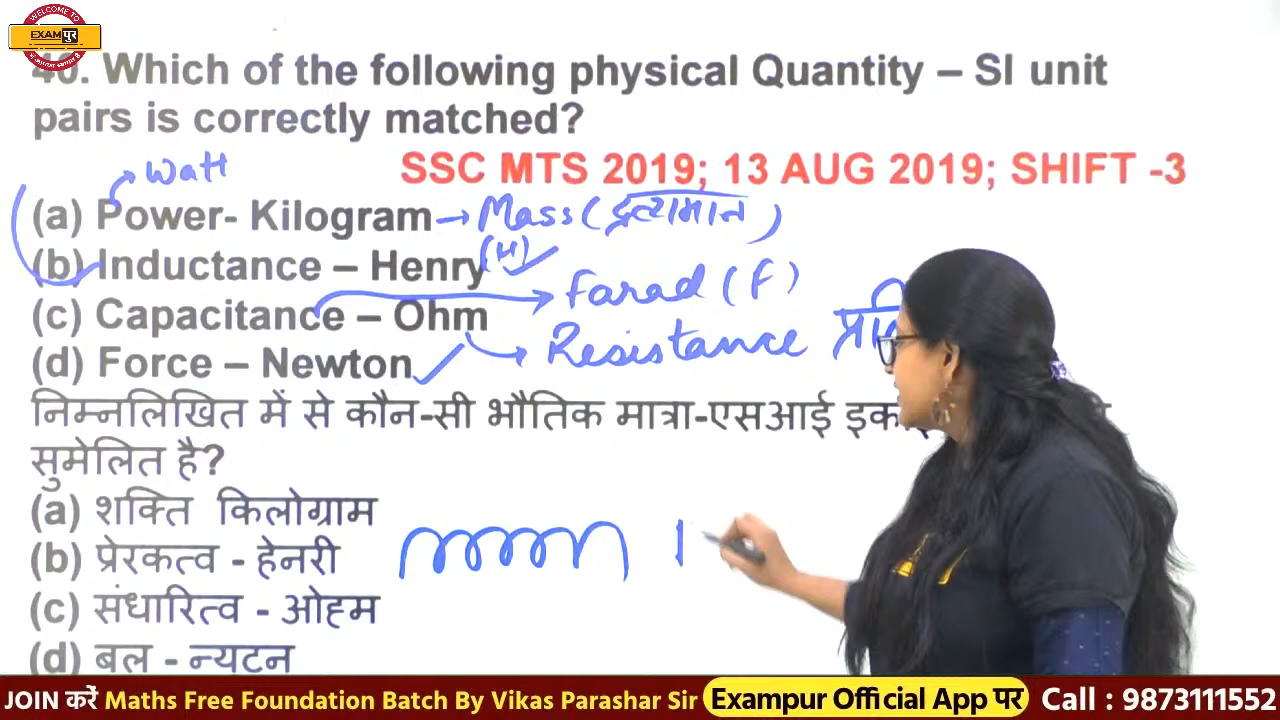 WELCOME TO
EXAMपुर
40. Which of the following physical Quantity – SI unit
pairs is correctly matched?
Watt
SSC MTS 2019; 13 AUG 2019; SHIFT -3
(a) Power- Kilogram → Mass (द्रव्यमान)
(b) Inductance – Henry (H) ✓
Farad (F)
(c) Capacitance – Ohm
Resistance
(d) Force – Newton ✓
निम्नलिखित में से कौन-सी भौतिक मात्रा-एसआई
सुमेलित है?
(a) शक्ति किलोग्राम
(b) प्रेरकत्व - हेनरी
(c) संधारित्व - ओह्म
(d) बल - न्यूटन
JOIN करें Maths Free Foundation Batch By Vikas Parashar Sir Exampur Official App पर Call : 9873111552